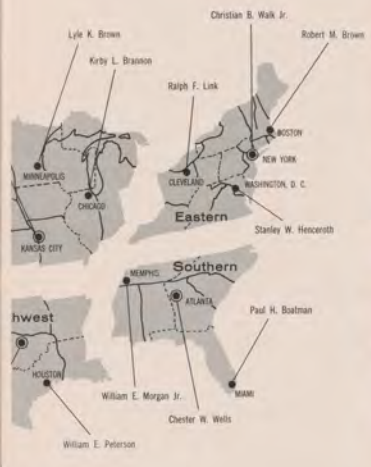 Christian B. Walk Jr.
Lyle K. Brown
Robert M. Brown
Kirby L. Brannon
Ralph F. Link
BOSTON
NEW YORK
MINNEAPOLIS
CLEVELAND
WASHINGTON, D. C.
CHICAGO
Eastern
Stanley W. Henceroth
KANSAS CITY
Southern
MEMPHIS
ATLANTA
Paul H. Boatman
hwest
HOUSTON
William E. Morgan Jr.
MIAMI
Chester W. Wells
William E. Peterson